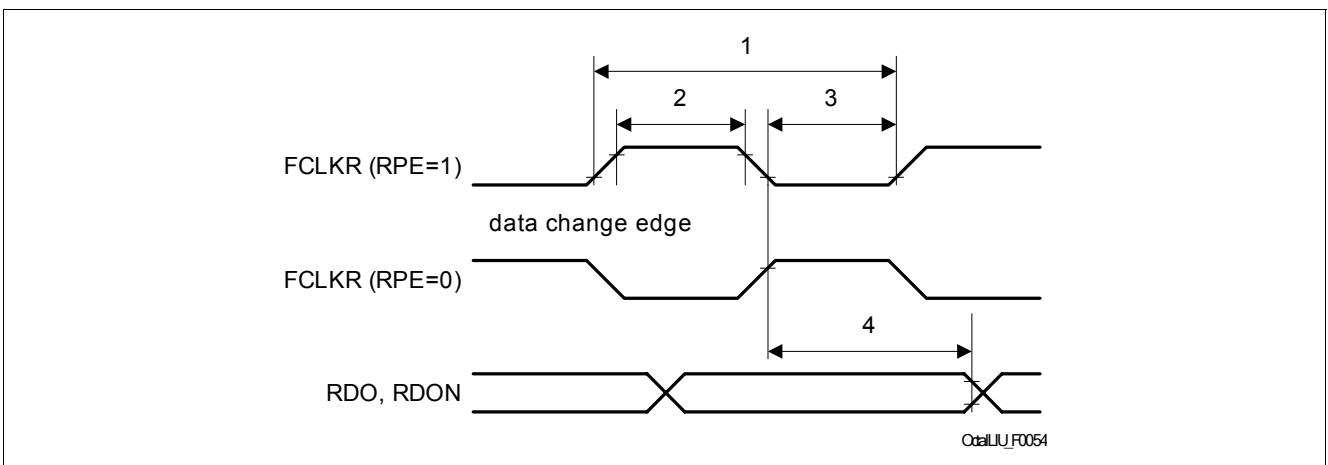 1
2 3
FCLKR (RPE=1)
data change edge
FCLKR (RPE=0)
4
RDO, RDON
OctalLIU_F0054